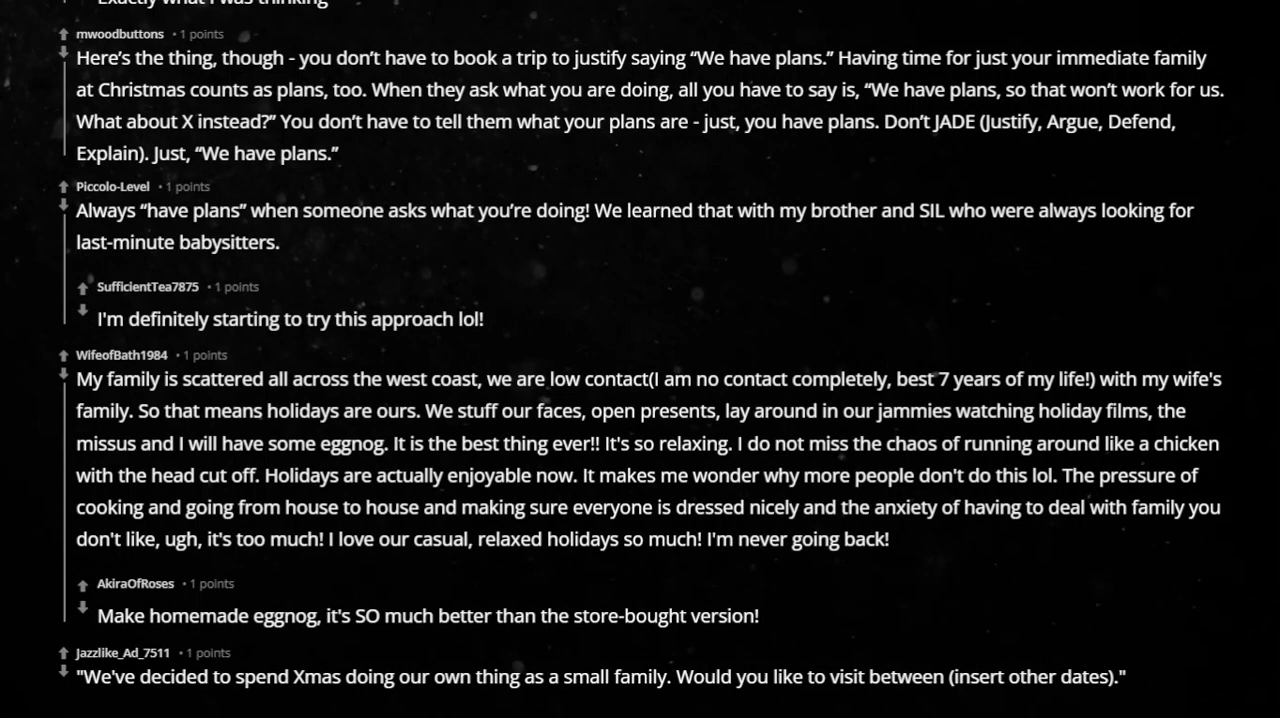 Exactly what I was thinking
mwoodbuttons • 1 points
Here’s the thing, though - you don’t have to book a trip to justify saying “We have plans.” Having time for just your immediate family
at Christmas counts as plans, too. When they ask what you are doing, all you have to say is, “We have plans, so that won’t work for us.
What about X instead?” You don’t have to tell them what your plans are - just, you have plans. Don’t JADE (Justify, Argue, Defend,
Explain). Just, “We have plans.”
Piccolo-Level • 1 points
Always “have plans” when someone asks what you’re doing! We learned that with my brother and SIL who were always looking for
last-minute babysitters.
SufficientTea7875 • 1 points
I'm definitely starting to try this approach lol!
WifeofBath1984 • 1 points
My family is scattered all across the west coast, we are low contact(I am no contact completely, best 7 years of my life!) with my wife's
family. So that means holidays are ours. We stuff our faces, open presents, lay around in our jammies watching holiday films, the
missus and I will have some eggnog. It is the best thing ever!! It's so relaxing. I do not miss the chaos of running around like a chicken
with the head cut off. Holidays are actually enjoyable now. It makes me wonder why more people don't do this lol. The pressure of
cooking and going from house to house and making sure everyone is dressed nicely and the anxiety of having to deal with family you
don't like, ugh, it's too much! I love our casual, relaxed holidays so much! I'm never going back!
AkiraOfRoses • 1 points
Make homemade eggnog, it's SO much better than the store-bought version!
Jazzlike_Ad_7511 • 1 points
"We've decided to spend Xmas doing our own thing as a small family. Would you like to visit between (insert other dates)."